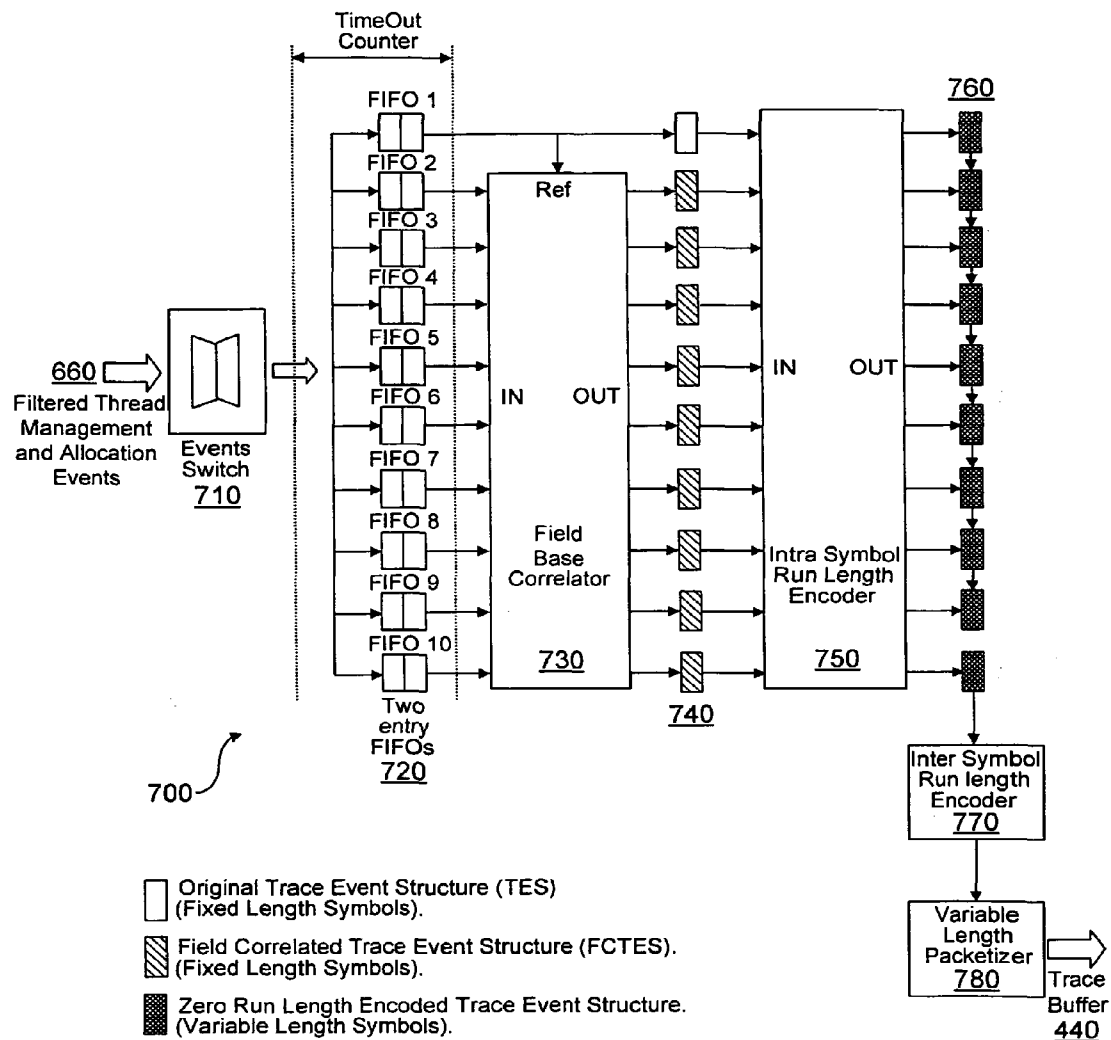 TimeOut
Counter
FIFO 1
FIFO 2
FIFO 3
FIFO 4
FIFO 5
FIFO 6
FIFO 7
FIFO 8
FIFO 9
FIFO 10
Two
entry
FIFOs
720
660
Filtered Thread
Management
and Allocation
Events
Events
Switch
710
Ref
IN OUT
Field
Base
Correlator
730
740
IN OUT
Intra Symbol
Run Length
Encoder
750
760
700
Inter Symbol
Run length
Encoder
770
Variable
Length
Packetizer
780
Trace
Buffer
440
Original Trace Event Structure (TES)
(Fixed Length Symbols).
Field Correlated Trace Event Structure (FCTES).
(Fixed Length Symbols).
Zero Run Length Encoded Trace Event Structure.
(Variable Length Symbols).